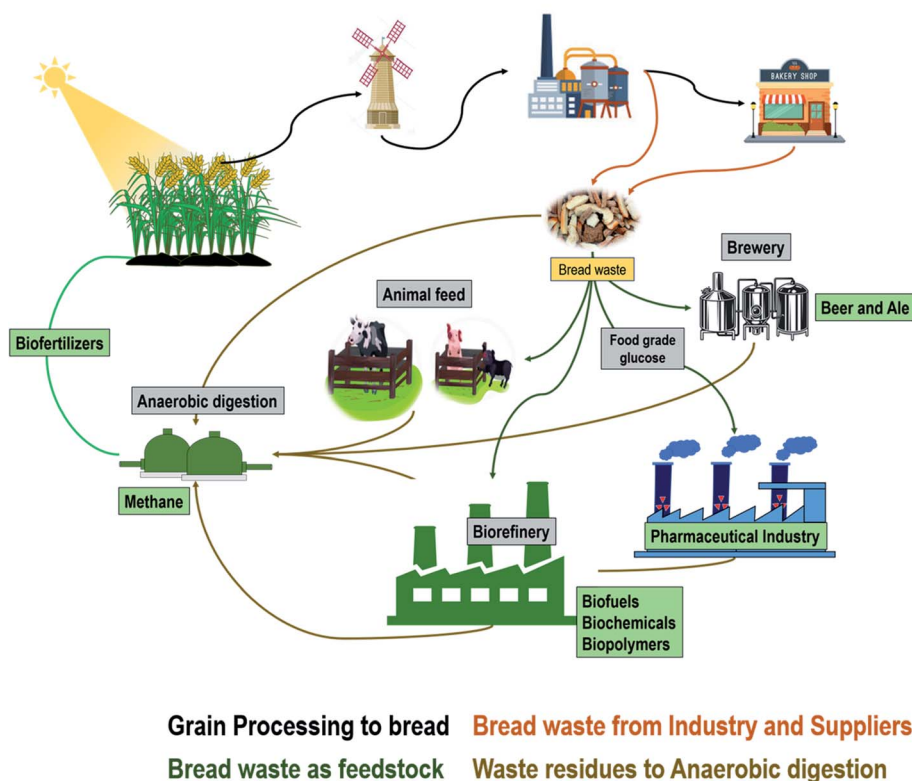 BAKERY SHOP
Bread waste
Brewery
Animal feed
Beer and Ale
Food grade
glucose
Biofertilizers
Anaerobic digestion
Methane
Biorefinery
Pharmaceutical Industry
Biofuels
Biochemicals
Biopolymers
Grain Processing to bread
Bread waste from Industry and Suppliers
Bread waste as feedstock
Waste residues to Anaerobic digestion